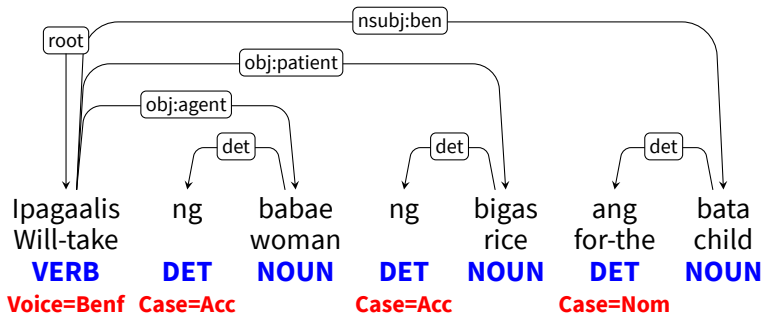 nsubj:ben
root
obj:patient
obj:agent
det det det
Ipagaalis ng babae ng bigas ang bata
Will-take woman rice for-the child
VERB DET NOUN DET NOUN DET NOUN
Voice=Benf Case=Acc Case=Acc Case=Nom